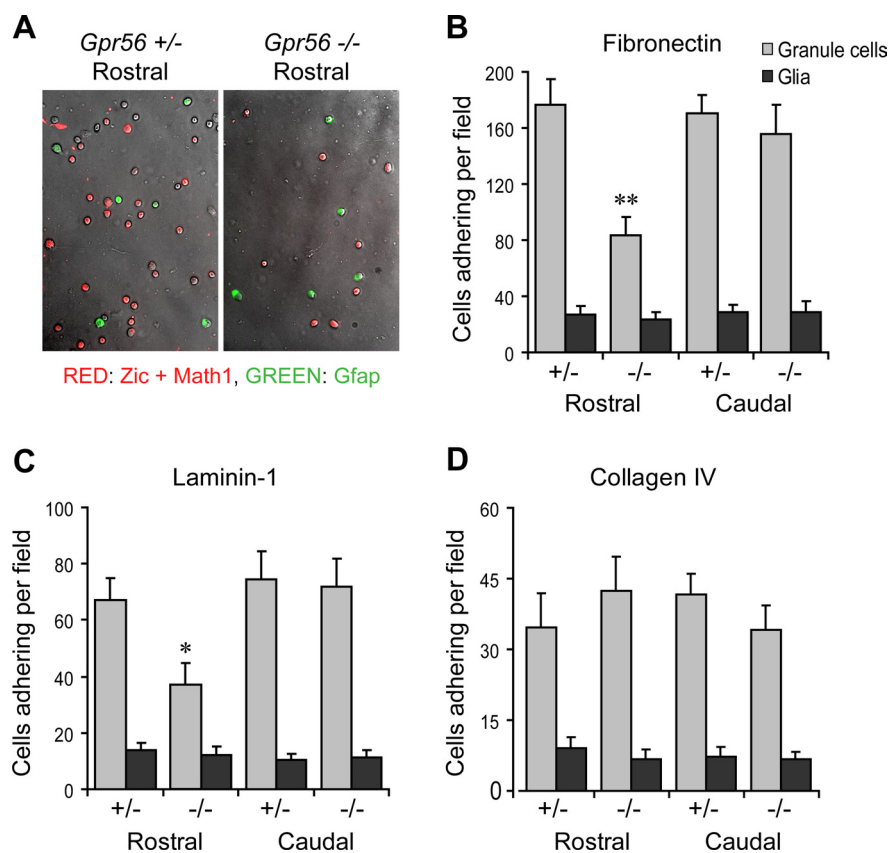 A
Gpr56 +/-
Rostral
Gpr56 -/-
Rostral
RED: Zic + Math1, GREEN: Gfap
B
Fibronectin
Granule cells
Glia
Cells adhering per field
200
160
80
40
0
+/-
-/-
+/-
-/-
Rostral
Caudal
**
C
Laminin-1
Cells adhering per field
100
80
60
40
20
0
*
+/-
-/-
+/-
-/-
Rostral
Caudal
D
Collagen IV
Cells adhering per field
60
45
30
15
0
+/-
-/-
+/-
-/-
Rostral
Caudal